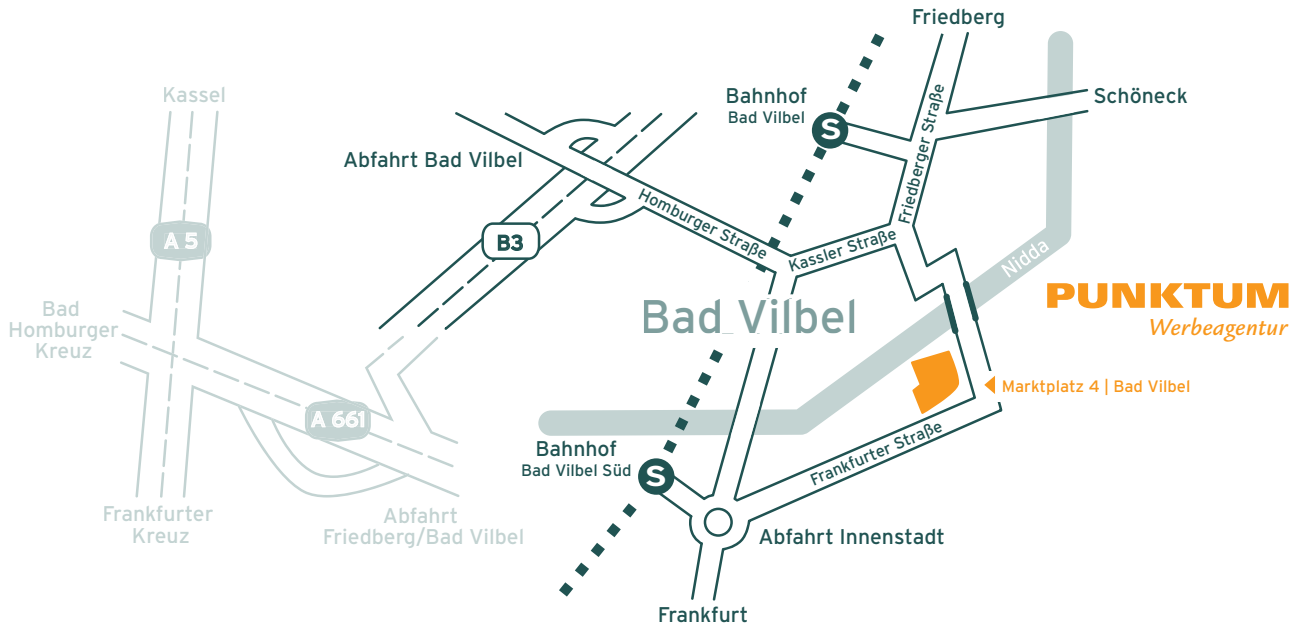 Friedberg
Kassel
Bahnhof
Bad Vilbel
S
Schöneck
Friedberger Straße
Abfahrt Bad Vilbel
Homburger Straße
Kassler Straße
A 5
B3
Nidda
PUNKTUM
Werbeagentur
Bad
Homburger
Kreuz
Bad Vilbel
Marktplatz 4 | Bad Vilbel
A 661
Bahnhof
Bad Vilbel Süd
S
Frankfurter Straße
Frankfurter
Kreuz
Abfahrt
Friedberg/Bad Vilbel
Abfahrt Innenstadt
Frankfurt